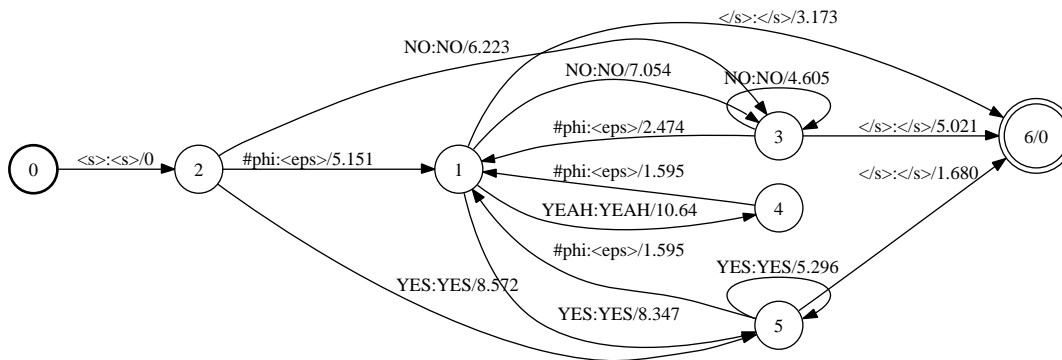 </s>:</s>/3.173
NO:NO/6.223
NO:NO/7.054
NO:NO/4.605
#phi:<eps>/2.474
3
</s>:</s>/5.021
6/0
0
<s>:<s>/0
2
#phi:<eps>/5.151
1
#phi:<eps>/1.595
</s>:</s>/1.680
YEAH:YEAH/10.64
4
#phi:<eps>/1.595
YES:YES/5.296
YES:YES/8.572
YES:YES/8.347
5